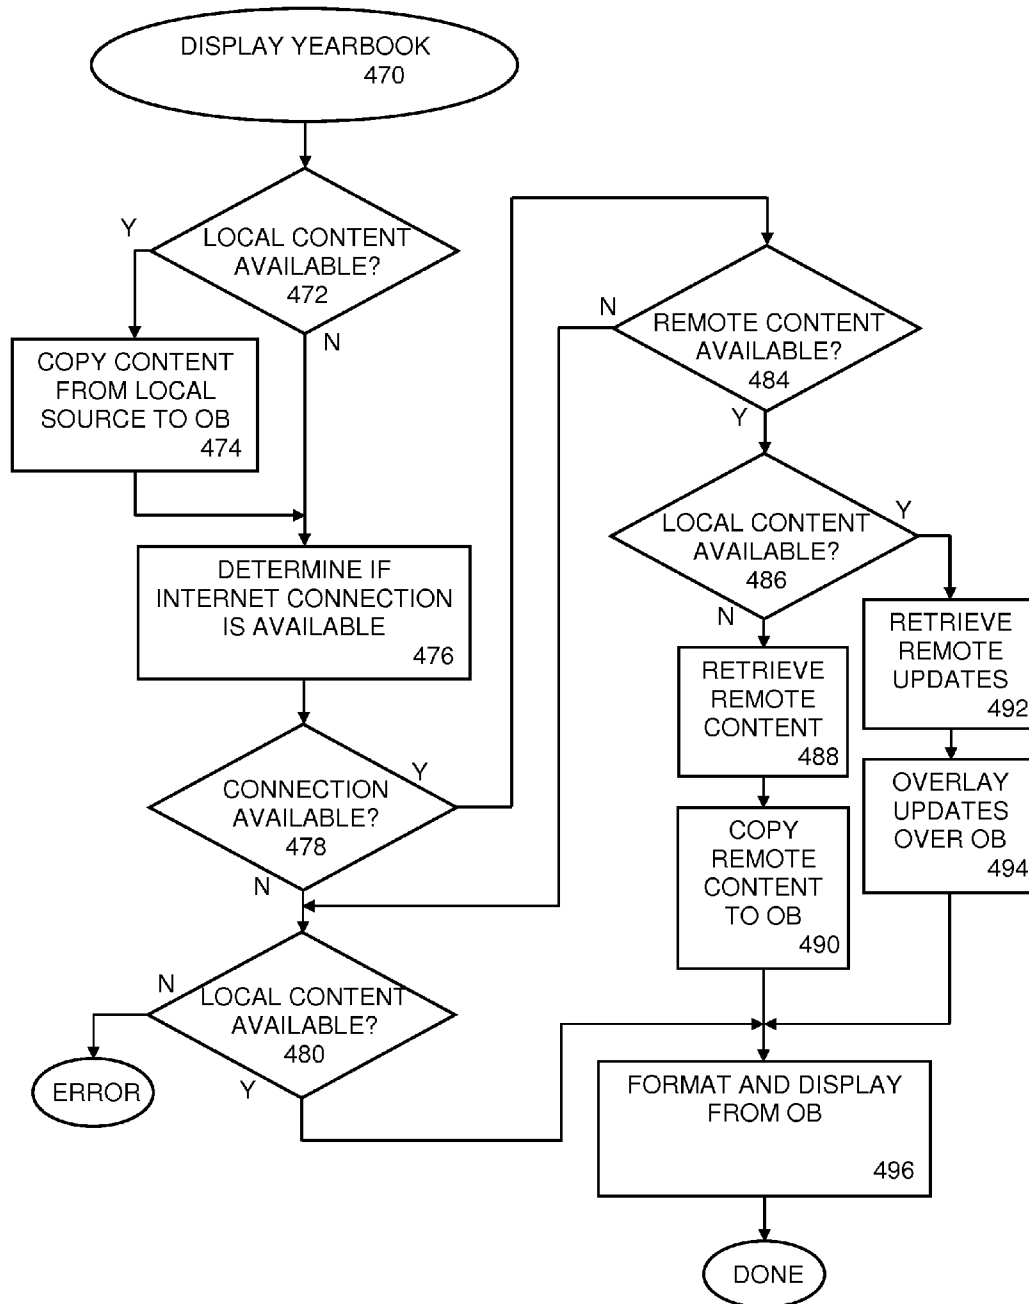 DISPLAY YEARBOOK
470
Y
LOCAL CONTENT
AVAILABLE?
472
N
COPY CONTENT
FROM LOCAL
SOURCE TO OB
474
DETERMINE IF
INTERNET CONNECTION
IS AVAILABLE
476
Y
CONNECTION
AVAILABLE?
478
N
N
LOCAL CONTENT
AVAILABLE?
480
Y
ERROR
N
REMOTE CONTENT
AVAILABLE?
484
Y
LOCAL CONTENT
AVAILABLE?
486
Y
N
RETRIEVE
REMOTE
CONTENT
488
RETRIEVE
REMOTE
UPDATES
492
COPY
REMOTE
CONTENT
TO OB
490
OVERLAY
UPDATES
OVER OB
494
FORMAT AND DISPLAY
FROM OB
496
DONE